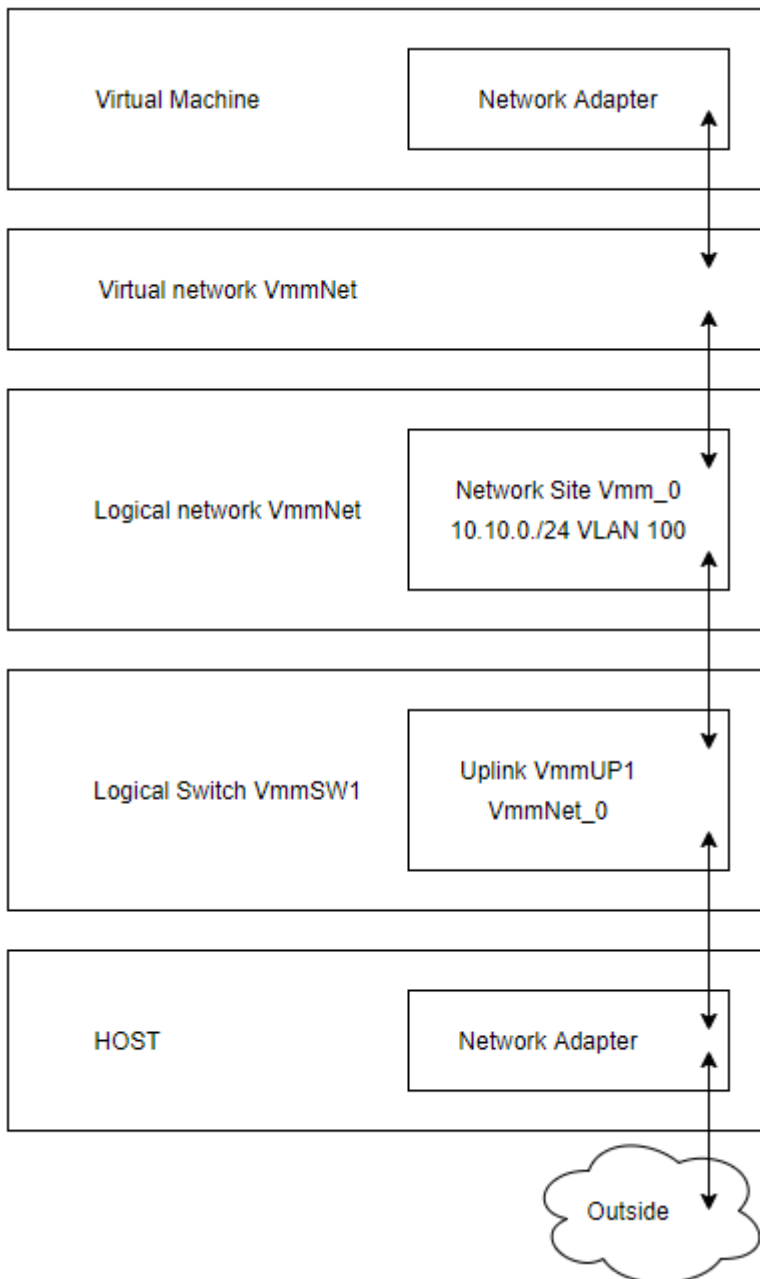 Virtual Machine
Network Adapter
Virtual network VmmNet
Logical network VmmNet
Network Site Vmm_0
10.10.0./24 VLAN 100
Logical Switch VmmSW1
Uplink VmmUP1
VmmNet_0
HOST
Network Adapter
Outside